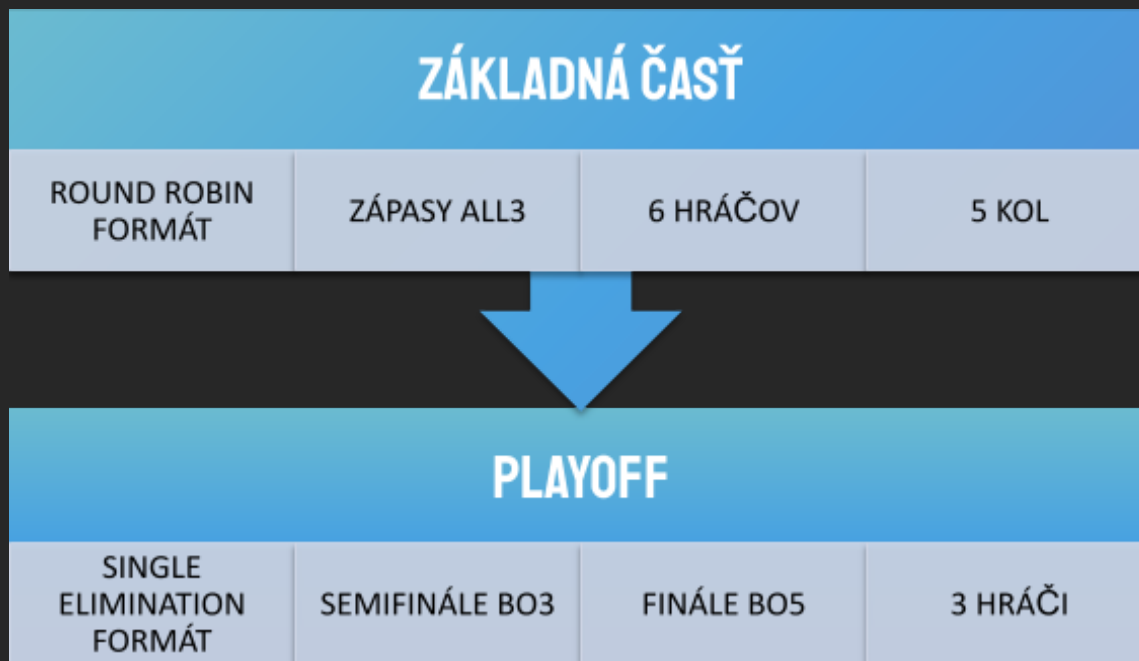 ZÁKLADNÁ ČASŤ
ROUND ROBIN
FORMÁT
ZÁPASY ALL3
6 HRÁČOV
5 KOL
PLAYOFF
SINGLE
ELIMINATION
FORMÁT
SEMIFINÁLE BO3
FINÁLE BO5
3 HRÁČI